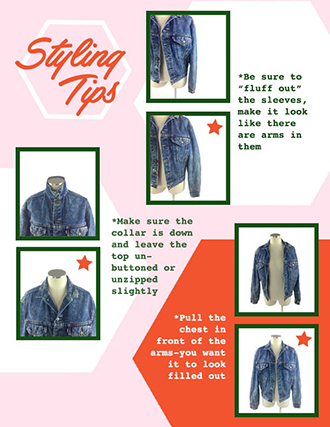 Styling
Tips
*Be sure to
"fluff out"
the sleeves,
make it look
like there
are arms in
them
*Make sure the
collar is down
and leave the
top un-
buttoned or
unzipped
slightly
*Pull the
chest in
front of the
arms-you want
it to look
filled out